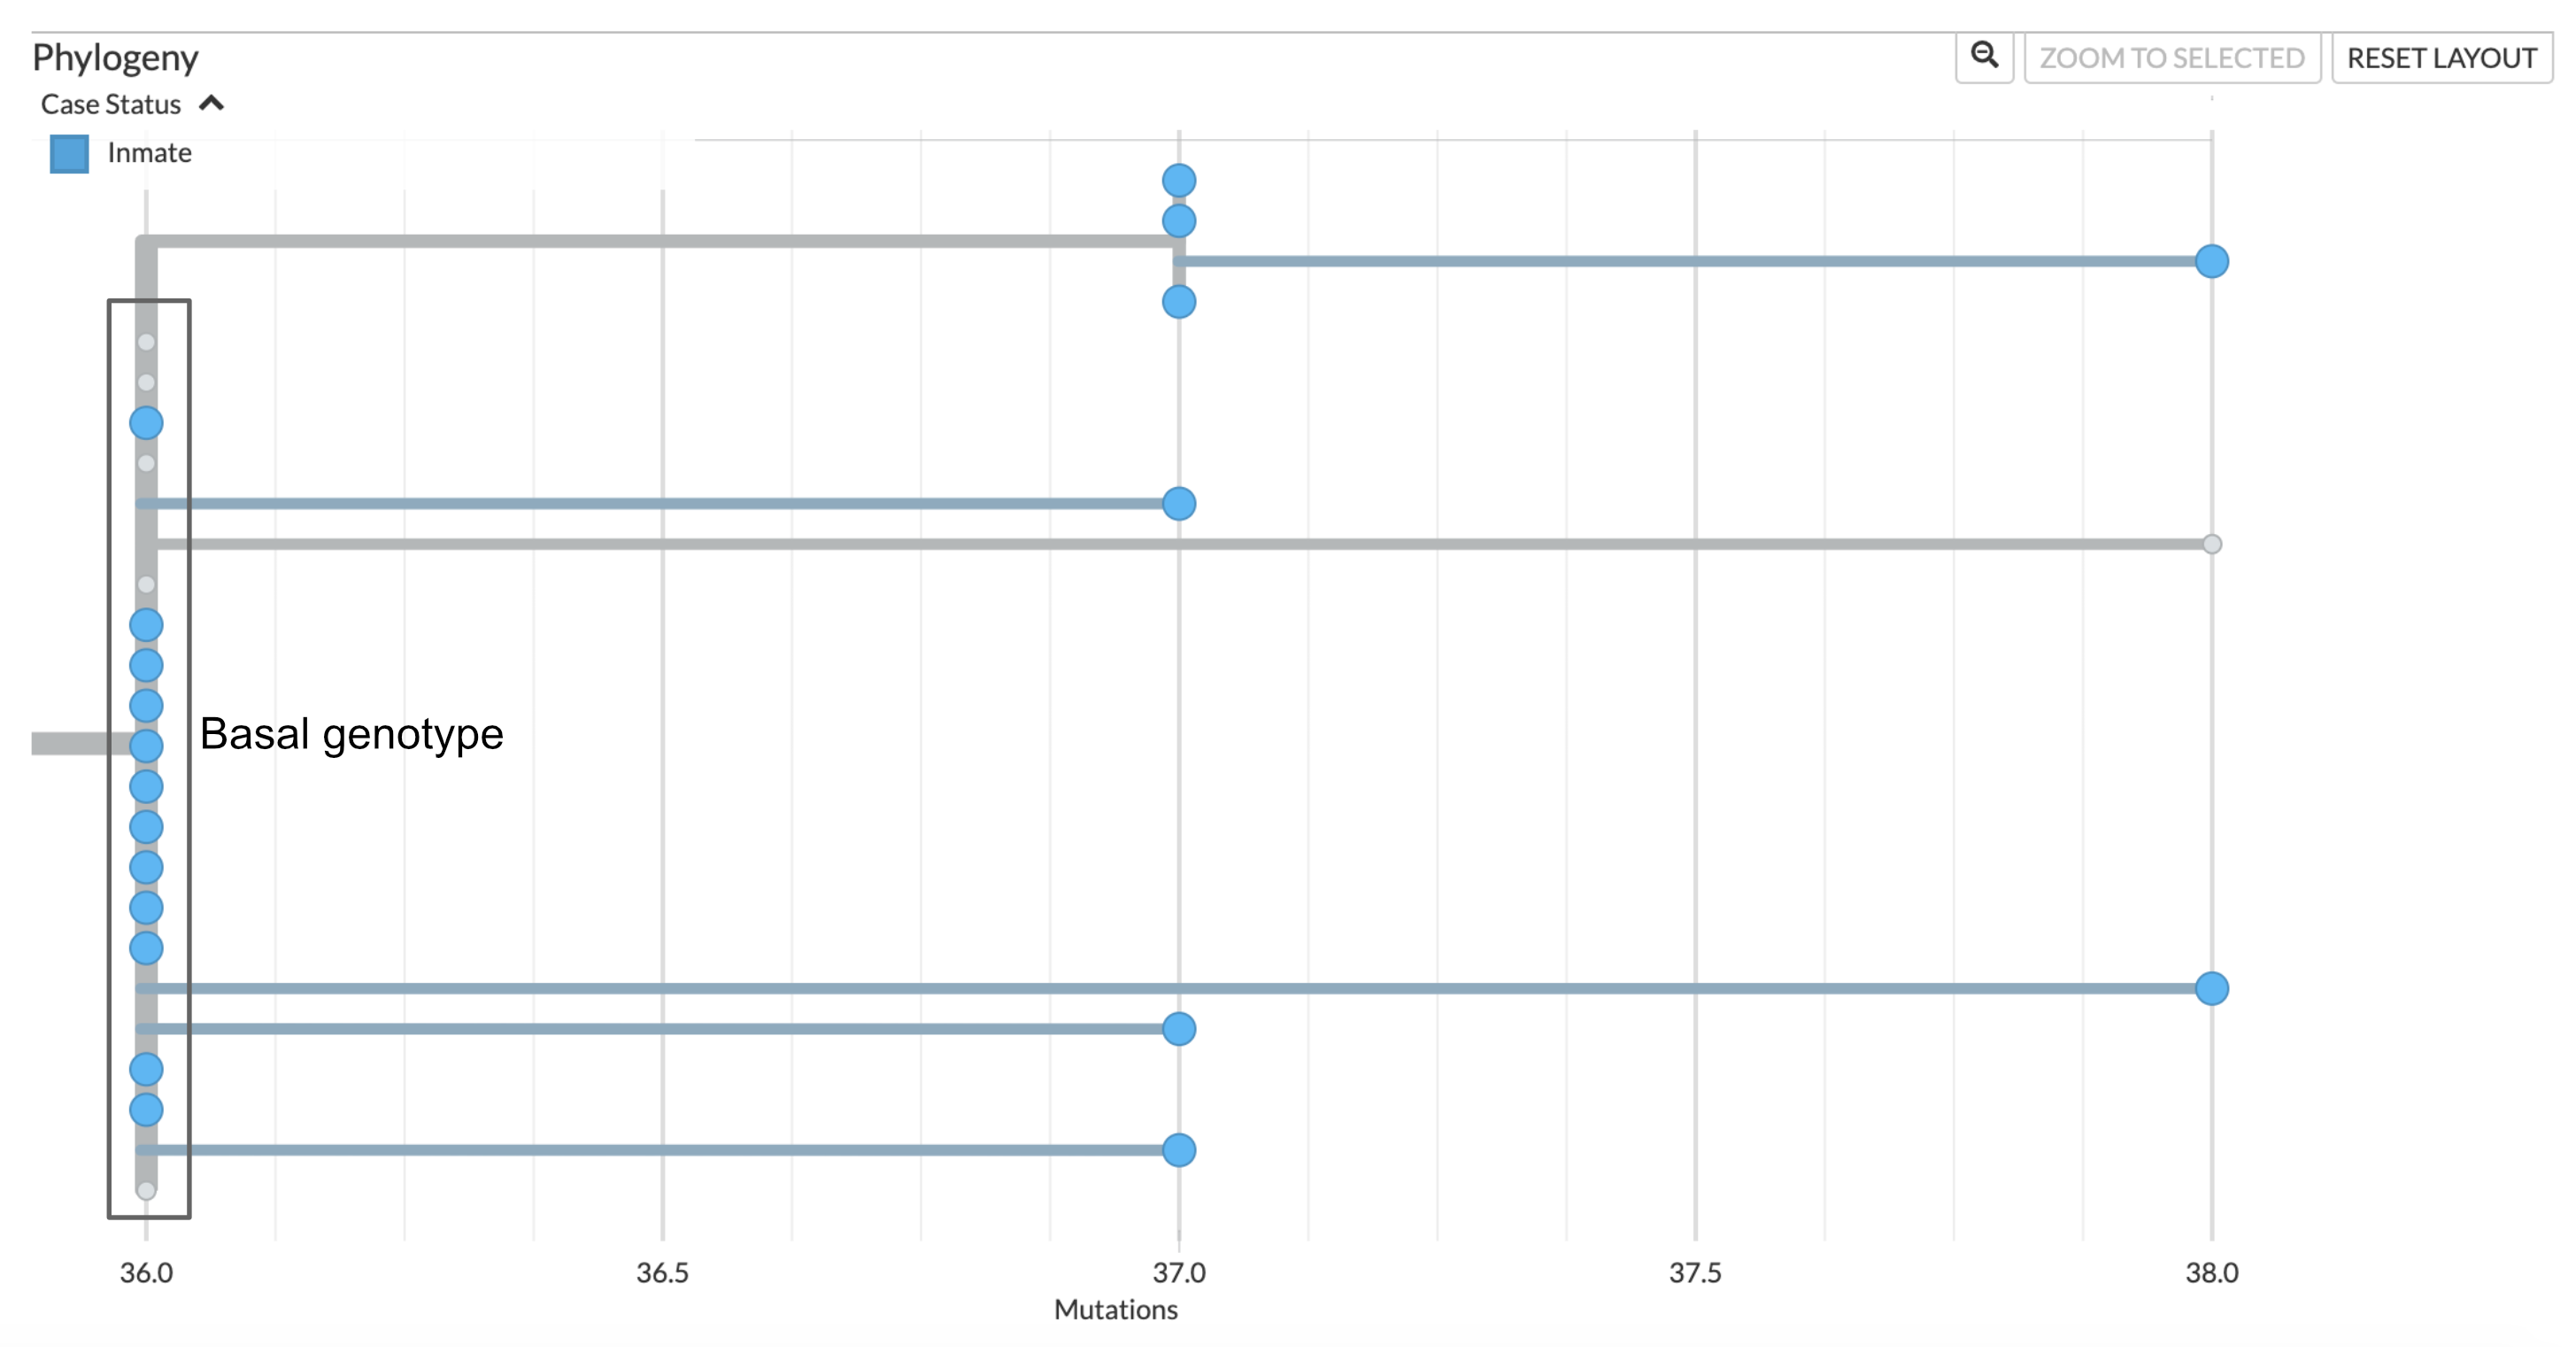 Phylogeny
ZOOM TO SELECTED
RESET LAYOUT
Case Status
Inmate
Basal genotype
36.0 36.5 37.0 37.5 38.0
Mutations